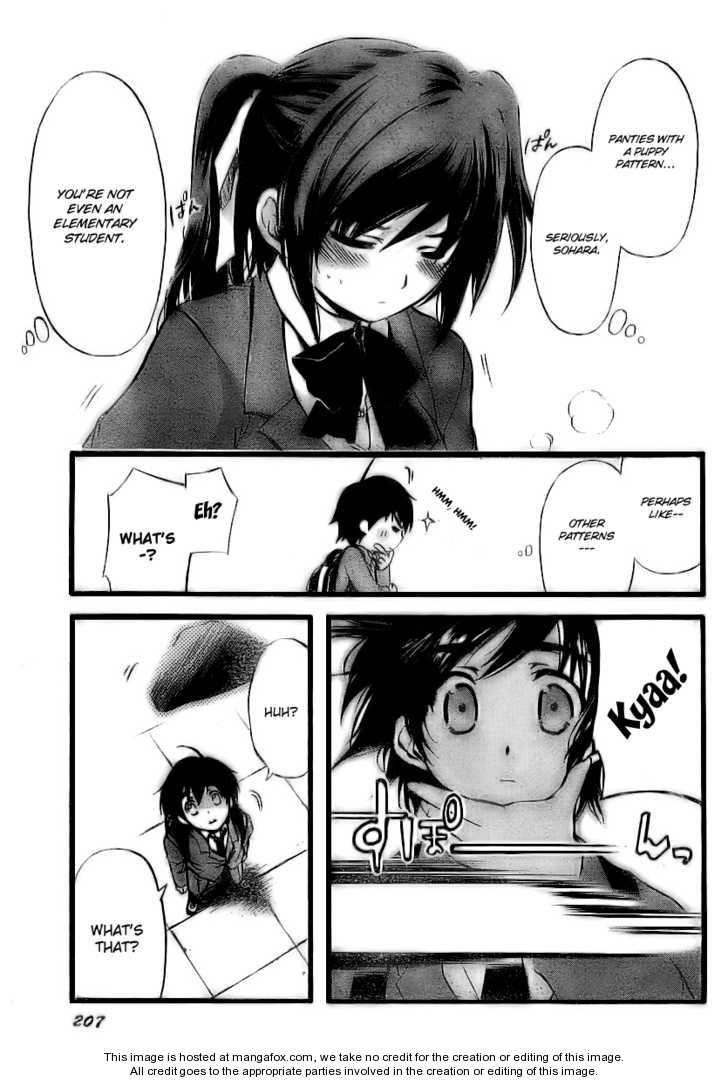 PANTIES WITH
A PUPPY
PATTERN...
SERIOUSLY,
SOHARA.
ぱん
ぱん
YOU'RE NOT
EVEN AN
ELEMENTARY
STUDENT.
PERHAPS
LIKE--
OTHER
PATTERNS
---
HMM, HMM!
Eh?
WHAT'S
-?
Kyaa!
すぽーんっ
HUH?
WHAT'S
THAT?
207
This image is hosted at mangafox.com, we take no credit for the creation or editing of this image.
All credit goes to the appropriate parties involved in the creation or editing of this image.